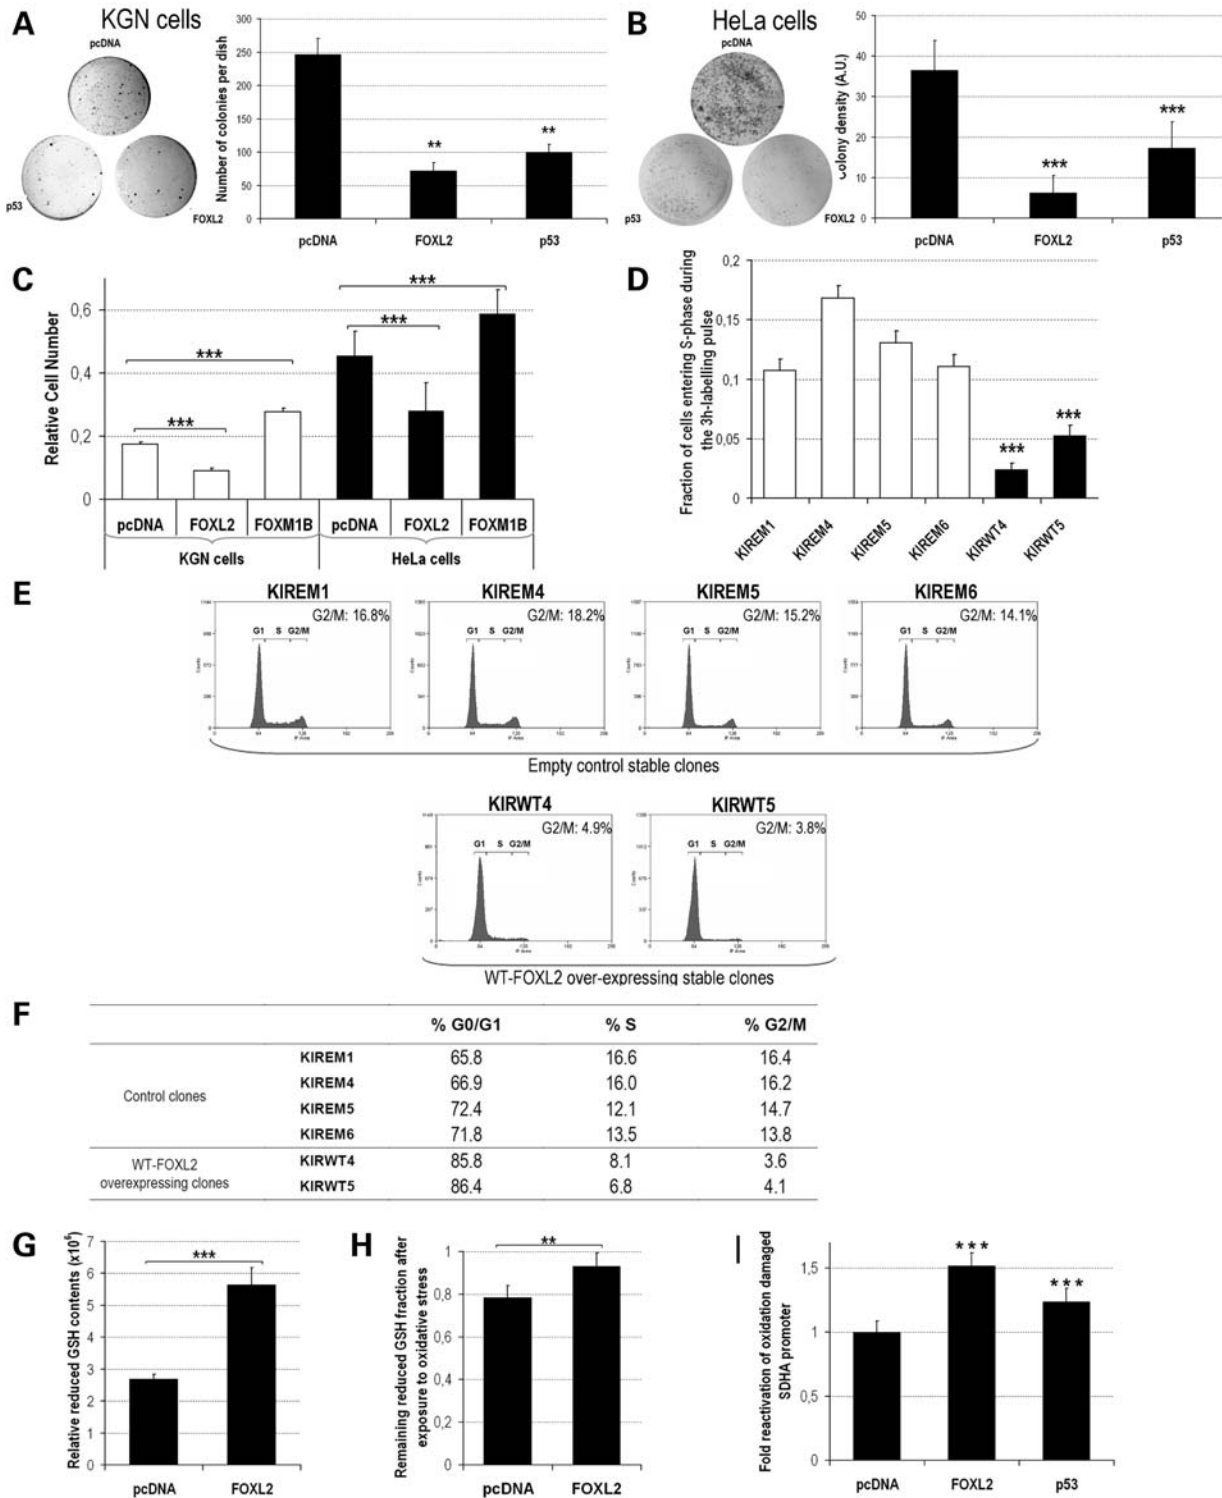 A
KGN cells
pcDNA
p53
FOXL2
Number of colonies per dish
300
250
200
150
100
50
0
**
**
pcDNA
FOXL2
p53
B
HeLa cells
pcDNA
p53
FOXL2
Colony density (A.U.)
50
40
30
20
10
0
***
***
pcDNA
FOXL2
p53
C
Relative Cell Number
0,6
0,4
0,2
0
***
***
***
***
pcDNA
FOXL2
FOXM1B
pcDNA
FOXL2
FOXM1B
KGN cells
HeLa cells
D
Fraction of cells entering S-phase during
the 3h-labelling pulse
0,2
0,15
0,1
0,05
0
***
***
KIREM1
KIREM4
KIREM5
KIREM6
KIRWT4
KIRWT5
E
KIREM1
G2/M: 16.8%
G1 S G2/M
KIREM4
G2/M: 18.2%
G1 S G2/M
KIREM5
G2/M: 15.2%
G1 S G2/M
KIREM6
G2/M: 14.1%
G1 S G2/M
Empty control stable clones
KIRWT4
G2/M: 4.9%
G1 S G2/M
KIRWT5
G2/M: 3.8%
G1 S G2/M
WT-FOXL2 over-expressing stable clones
F
% G0/G1 % S % G2/M
Control clones
KIREM1 65.8 16.6 16.4
KIREM4 66.9 16.0 16.2
KIREM5 72.4 12.1 14.7
KIREM6 71.8 13.5 13.8
WT-FOXL2
overexpressing clones
KIRWT4 85.8 8.1 3.6
KIRWT5 86.4 6.8 4.1
G
Relative reduced GSH contents (x10⁶)
7
6
5
4
3
2
1
0
***
pcDNA
FOXL2
H
Remaining reduced GSH fraction after
exposure to oxidative stress
1
0,8
0,6
0,4
0,2
0
**
pcDNA
FOXL2
I
Fold reactivation of oxidation damaged
SDHA promoter
1,5
1
0,5
0
***
***
pcDNA
FOXL2
p53